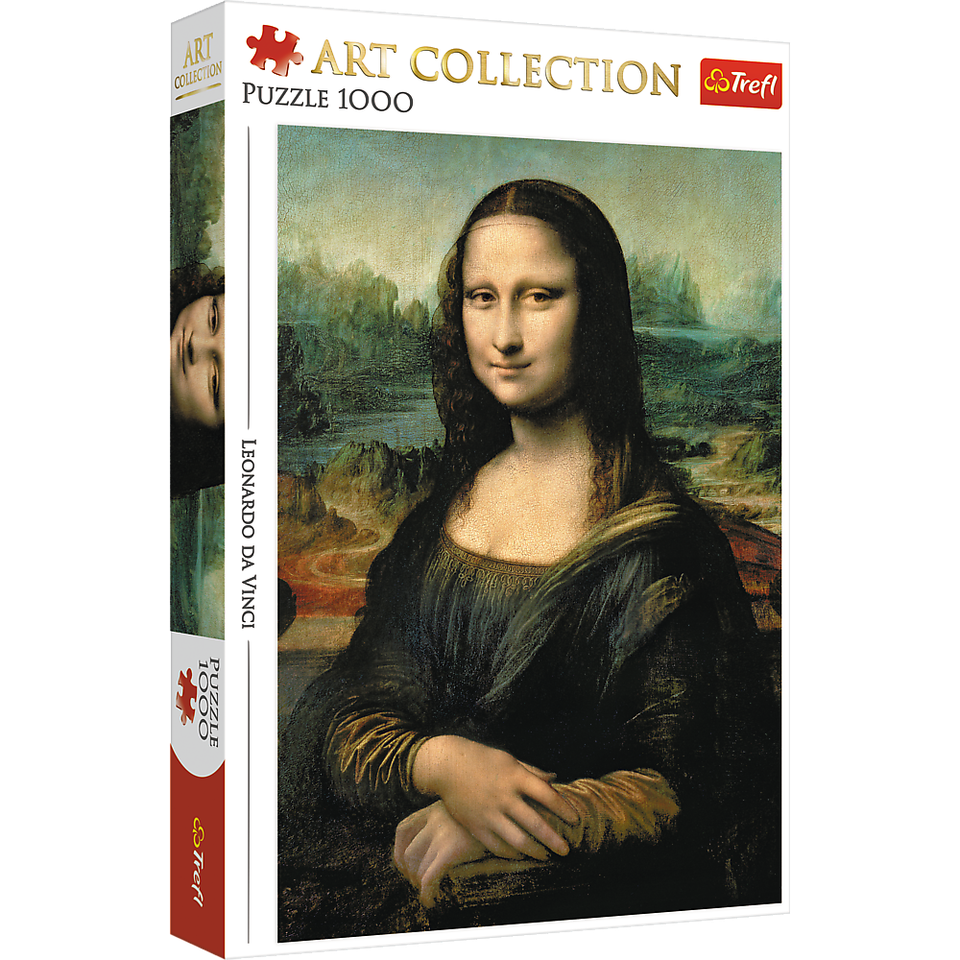 ART COLLECTION
Trefl
PUZZLE 1000
LEONARDO DA VINCI
ART
COLLECTION
PUZZLE
1000
Trefl